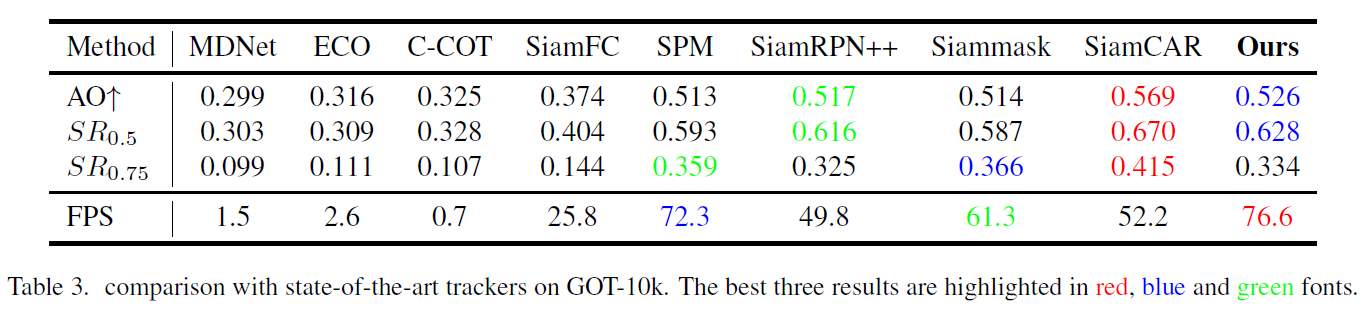 Method MDNet ECO C-COT SiamFC SPM SiamRPN++ Siammask SiamCAR Ours
AO↑ 0.299 0.316 0.325 0.374 0.513 0.517 0.514 0.569 0.526
SR0.5 0.303 0.309 0.328 0.404 0.593 0.616 0.587 0.670 0.628
SR0.75 0.099 0.111 0.107 0.144 0.359 0.325 0.366 0.415 0.334
FPS 1.5 2.6 0.7 25.8 72.3 49.8 61.3 52.2 76.6
Table 3. comparison with state-of-the-art trackers on GOT-10k. The best three results are highlighted in red, blue and green fonts.